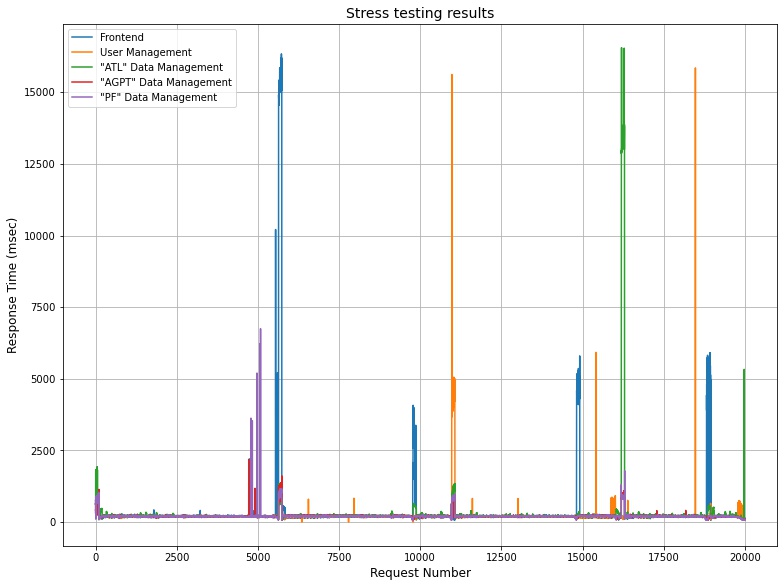 Stress testing results
Frontend
User Management
"ATL" Data Management
"AGPT" Data Management
"PF" Data Management
Response Time (msec)
15000
12500
10000
7500
5000
2500
0
0 2500 5000 7500 10000 12500 15000 17500 20000
Request Number